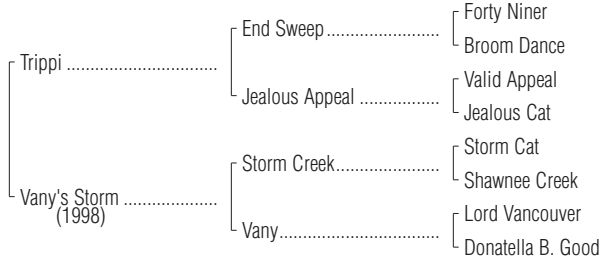 Forty Niner
End Sweep
Broom Dance
Trippi
Valid Appeal
Jealous Appeal
Jealous Cat
Storm Cat
Storm Creek
Shawnee Creek
Vany's Storm
(1998)
Lord Vancouver
Vany
Donatella B. Good